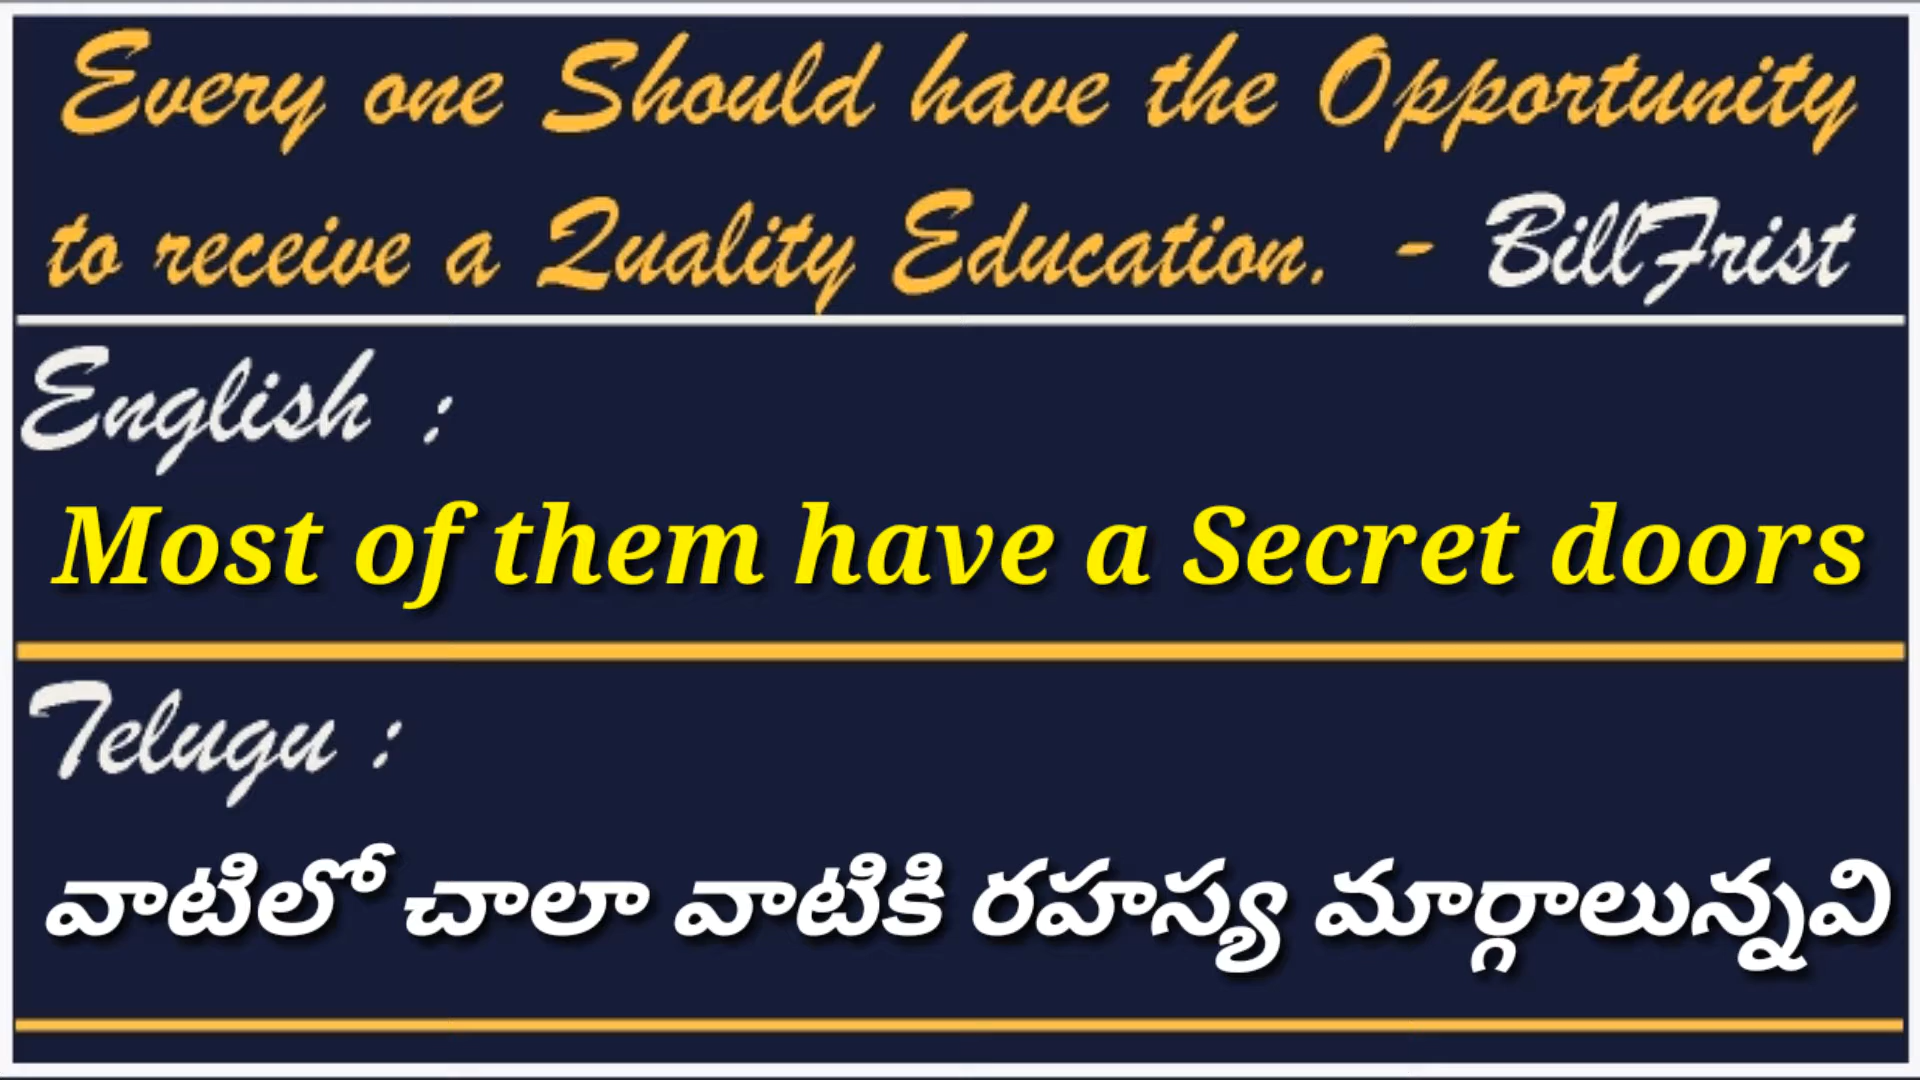 Every one Should have the Opportunity
to receive a Quality Education. - BillFrist
English :
Most of them have a Secret doors
Telugu :
వాటిలో చాలా వాటికి రహస్య మార్గాలున్నవి